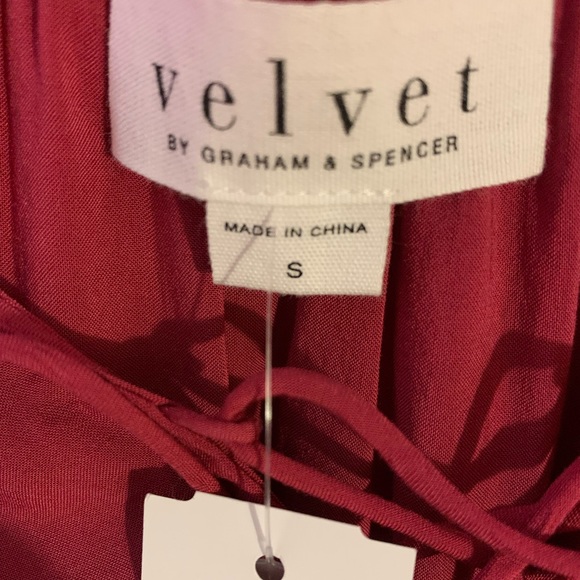 velvet
BY GRAHAM & SPENCER
MADE IN CHINA
S